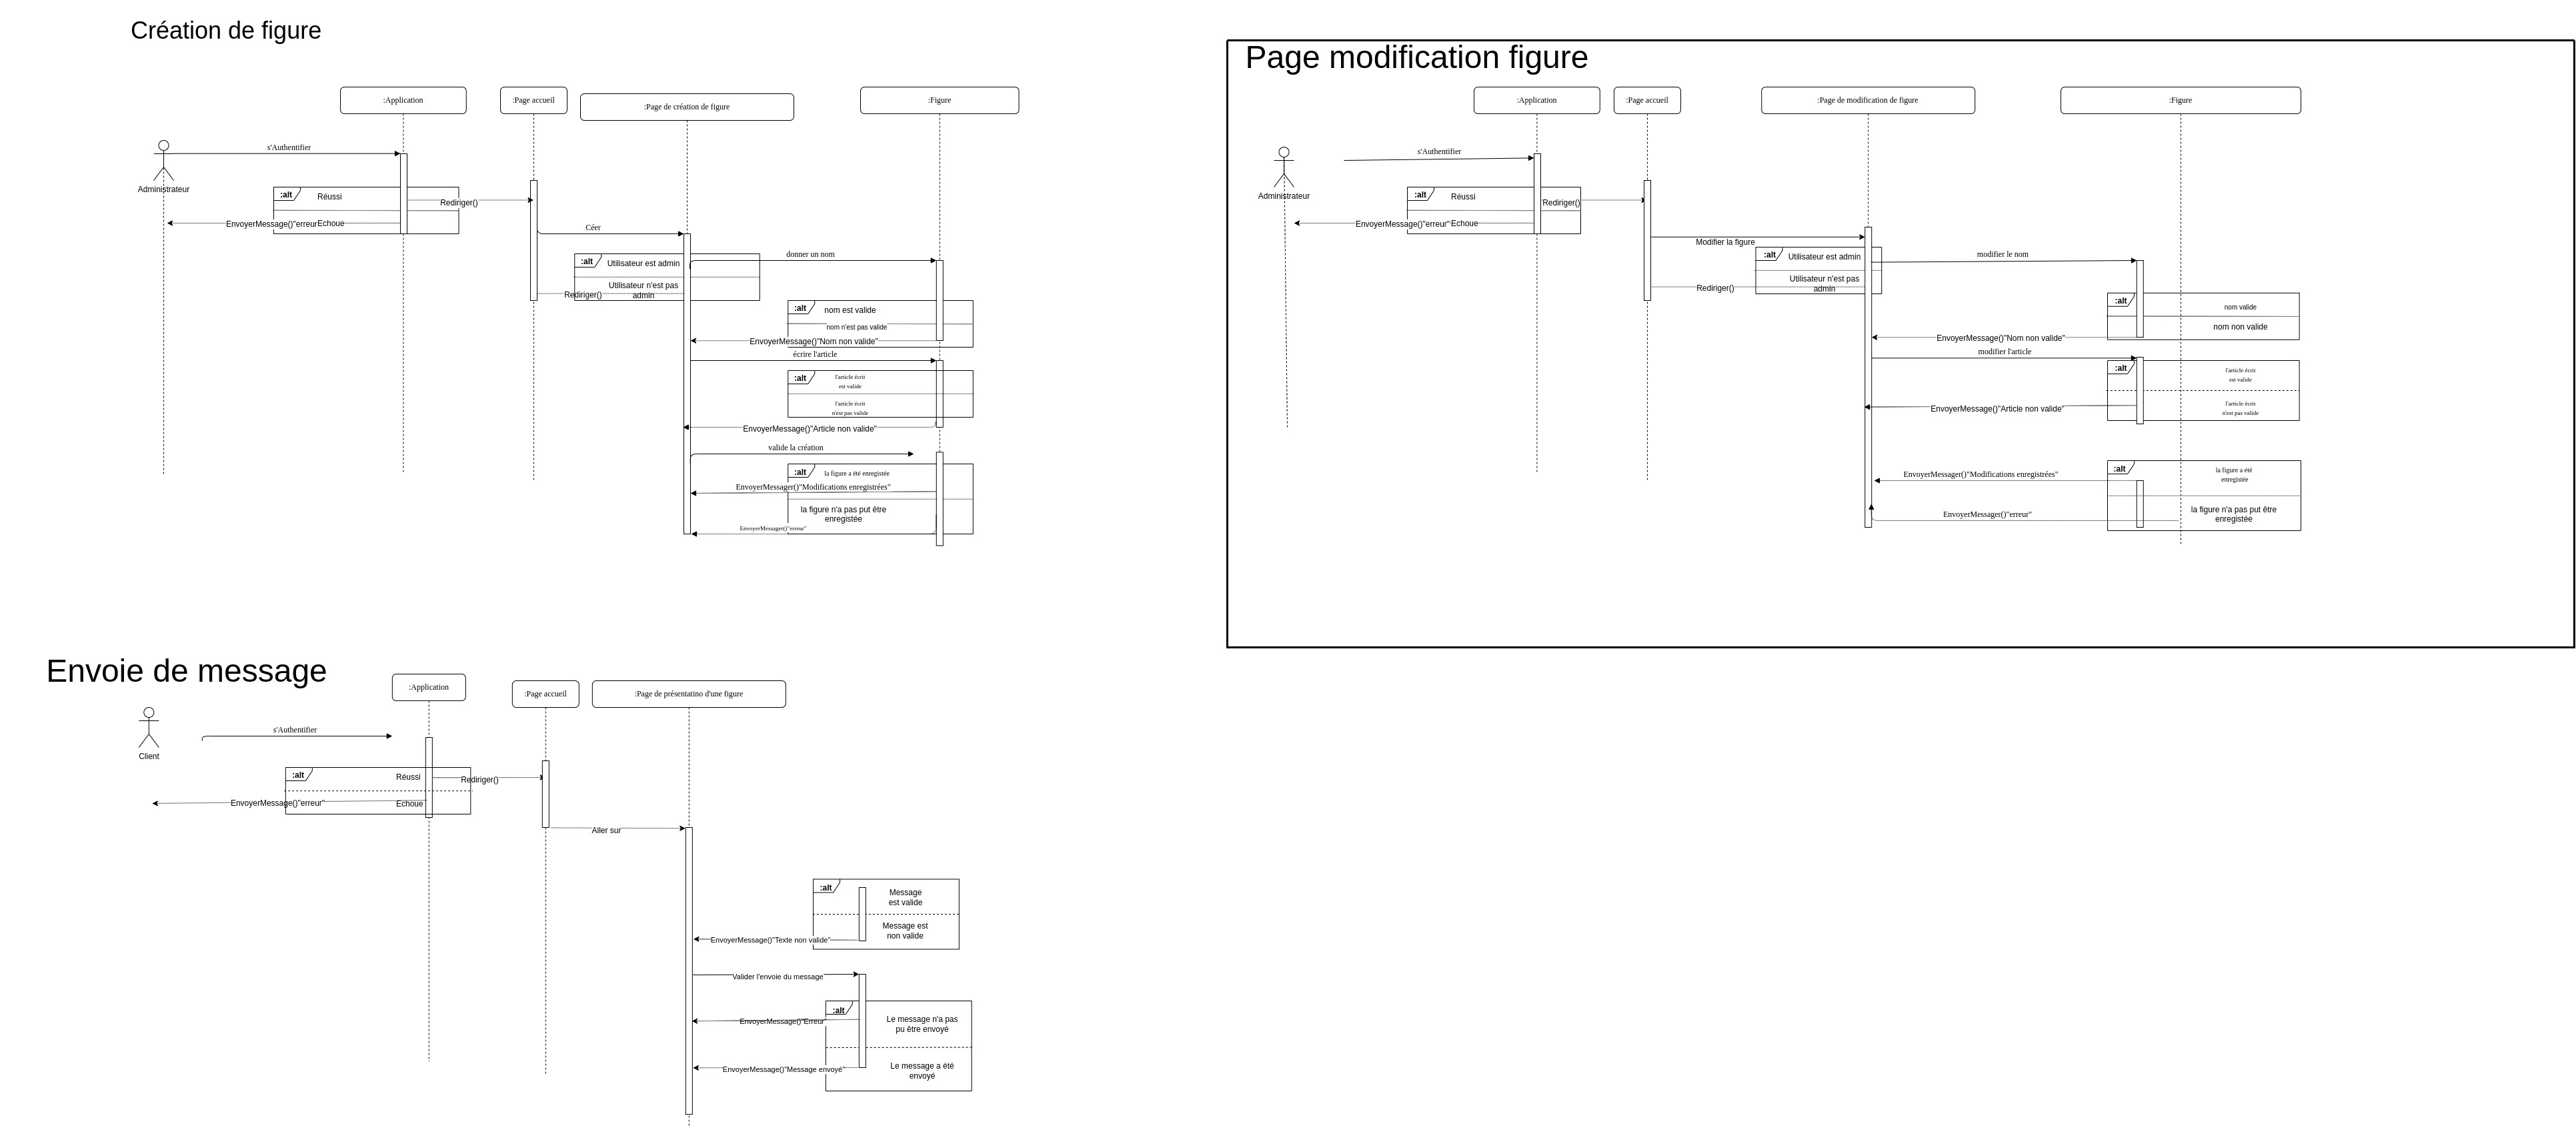 Création de figure
:Application
:Page accueil
:Page de création de figure
:Figure
s'Authentifier
Administrateur
:alt
Réussi
Rediriger()
EnvoyerMessage()"erreur
Echoue
Céer
:alt
Utilisateur est admin
donner un nom
Utilisateur n'est pas
admin
Rediriger()
:alt
nom est valide
nom n'est pas valide
EnvoyerMessage()"Nom non valide"
écrire l'article
:alt
l'article écrit
est valide
l'article écrit
n'est pas valide
EnvoyerMessage()"Article non valide"
valide la création
:alt
la figure a été enregistrée
EnvoyerMessager()"Modifications enregistrées"
la figure n'a pas put être
enregistée
EnvoyerMessager()"erreur"
Page modification figure
:Application
:Page accueil
:Page de modification de figure
:Figure
s'Authentifier
Administrateur
:alt
Réussi
Rediriger()
EnvoyerMessage()"erreur"
Echoue
Modifier la figure
:alt
Utilisateur est admin
modifier le nom
Utilisateur n'est pas
admin
Rediriger()
:alt
nom valide
nom non valide
EnvoyerMessage()"Nom non valide"
modifier l'article
:alt
l'article écrit
est valide
l'article écrit
n'est pas valide
EnvoyerMessage()"Article non valide"
:alt
la figure a été
enregistée
EnvoyerMessager()"Modifications enregistrées"
la figure n'a pas put être
enregistée
EnvoyerMessager()"erreur"
Envoie de message
:Application
:Page accueil
:Page de présentatino d'une figure
s'Authentifier
Client
:alt
Réussi
Rediriger()
EnvoyerMessage()"erreur"
Echoue
Aller sur
:alt
Message
est valide
Message est
non valide
EnvoyerMessage()"Texte non valide"
Valider l'envoie du message
:alt
Le message n'a pas
pu être envoyé
EnvoyerMessage()"Erreur"
Le message a été
envoyé
EnvoyerMessage()"Message envoyé"